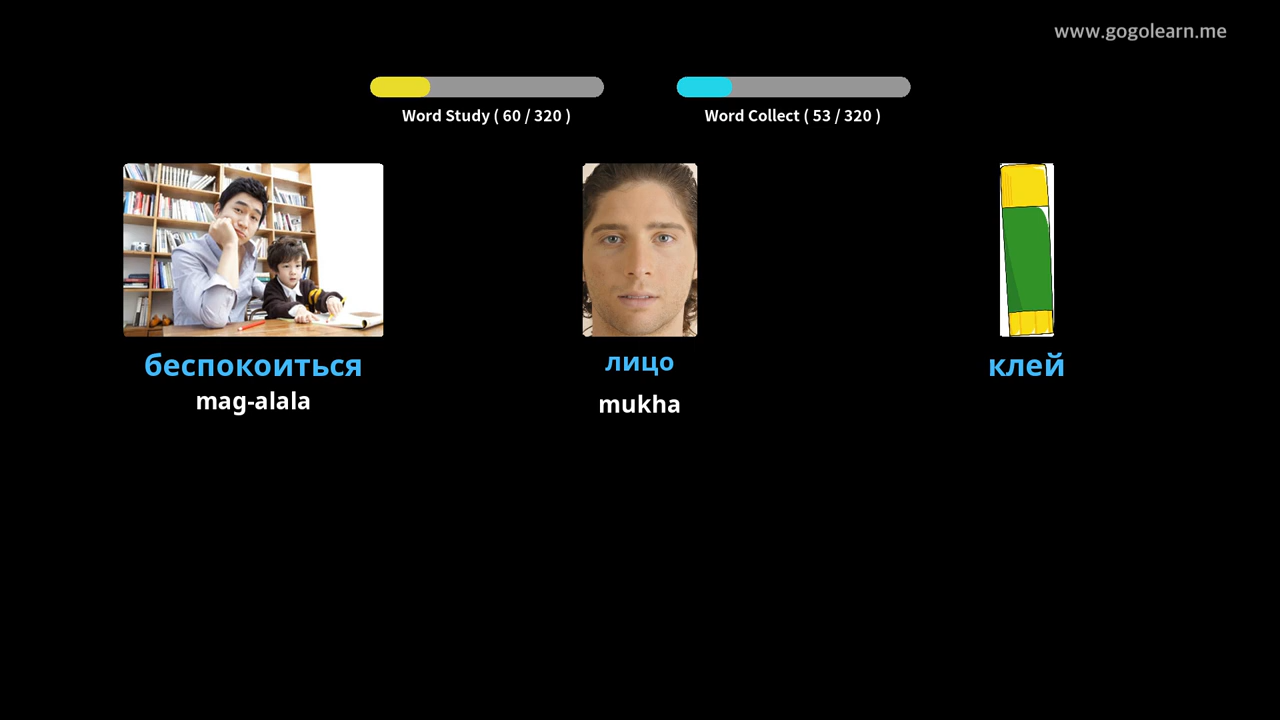 www.gogolearn.me
Word Study ( 60 / 320 )
Word Collect ( 53 / 320 )
беспокоиться
mag-alala
лицо
mukha
клей